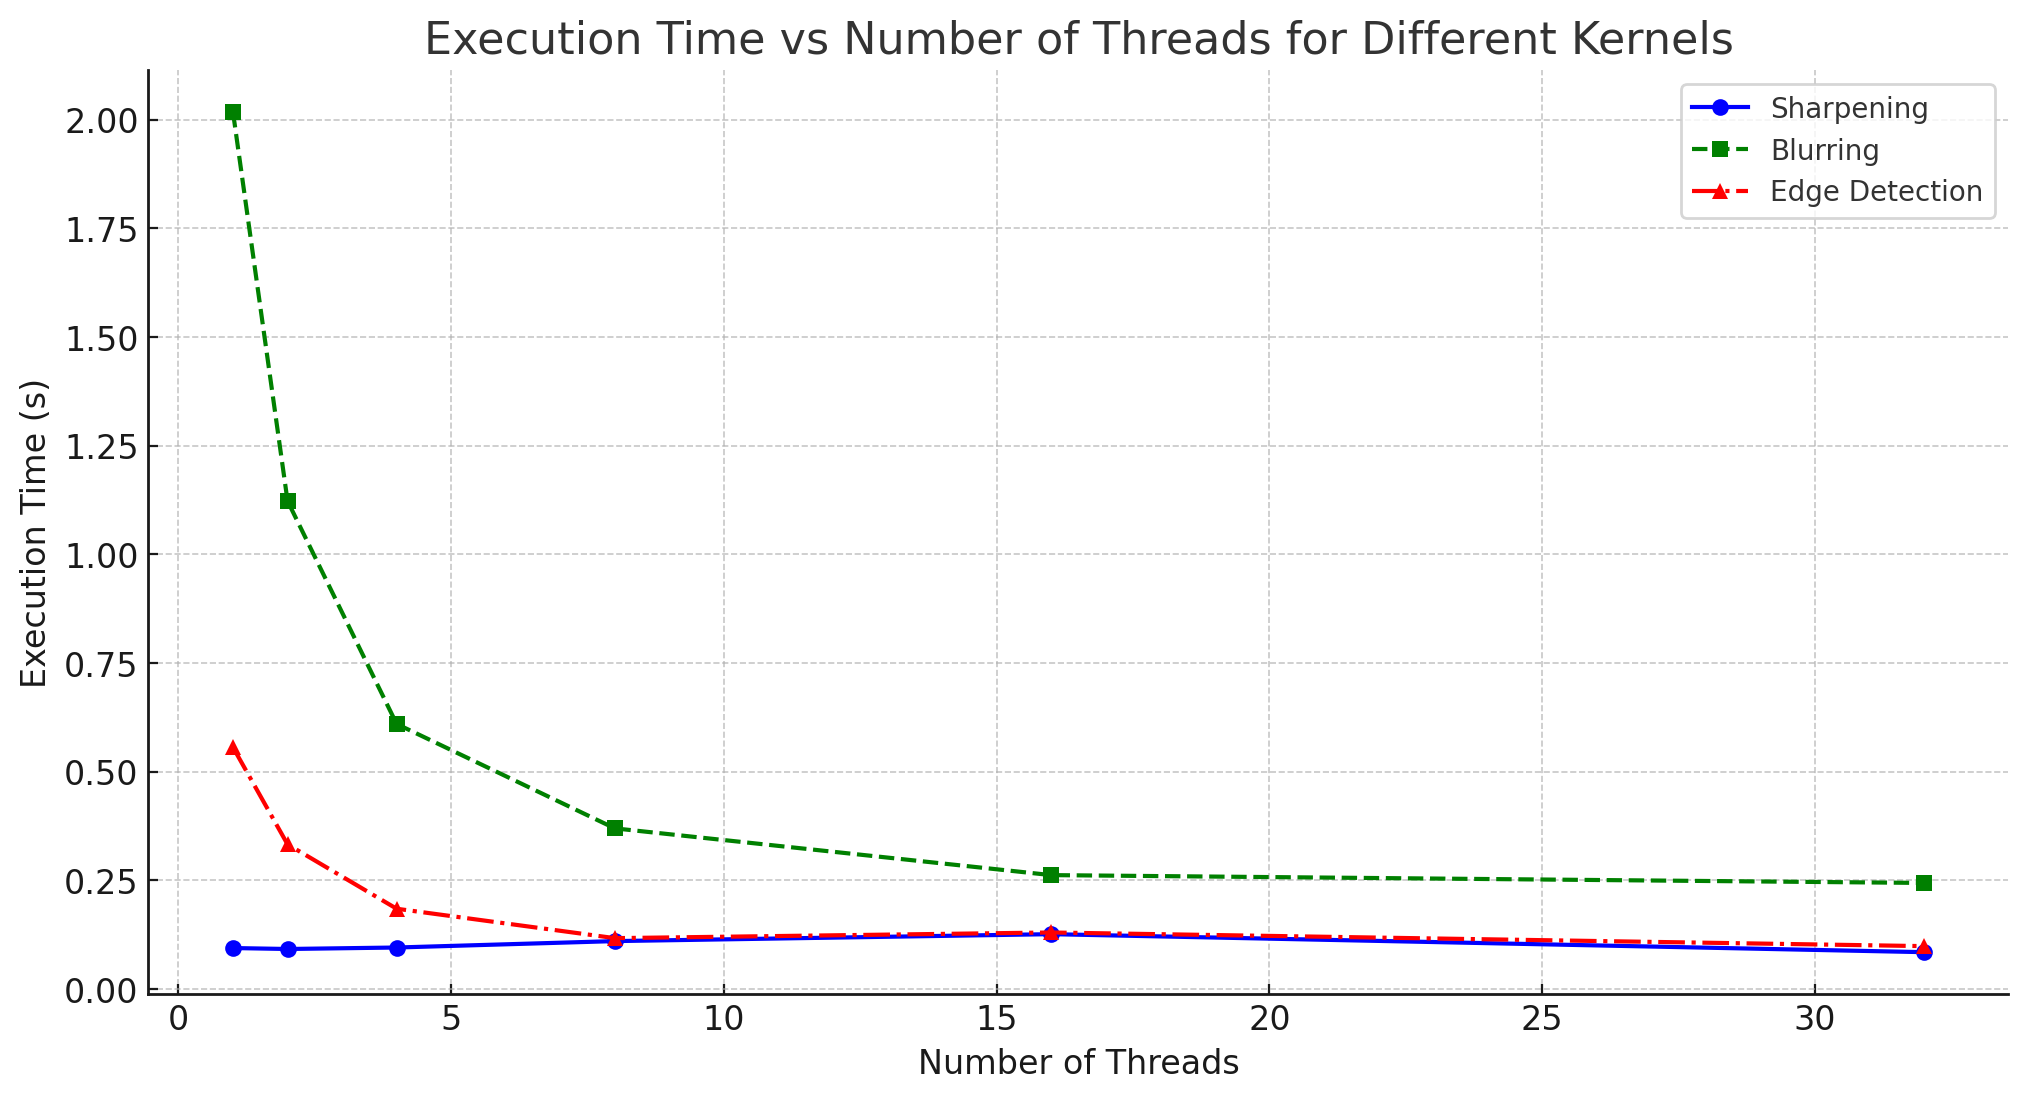 Execution Time vs Number of Threads for Different Kernels
Sharpening
Blurring
Edge Detection
Execution Time (s)
2.00
1.75
1.50
1.25
1.00
0.75
0.50
0.25
0.00
0 5 10 15 20 25 30
Number of Threads